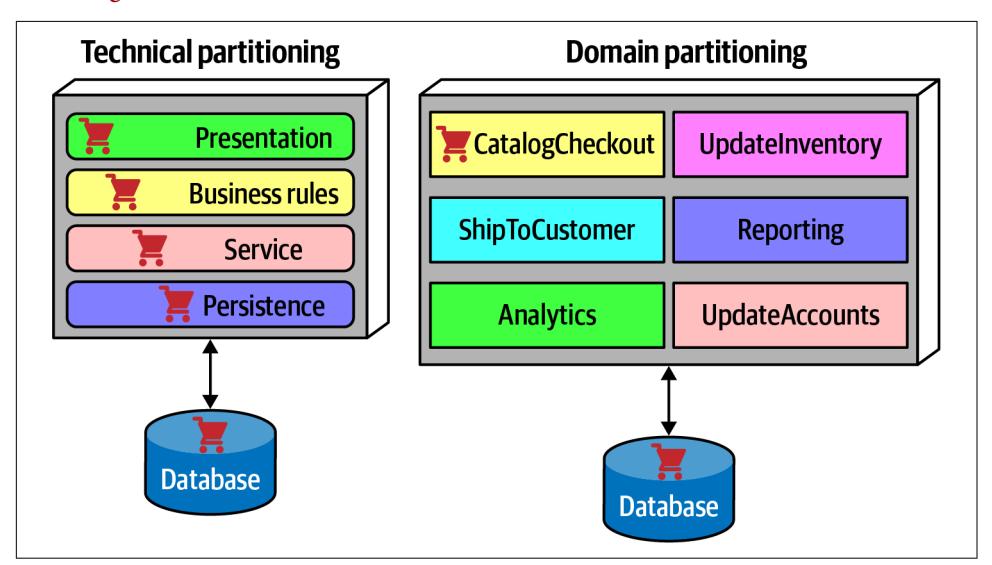 Technical partitioning
Presentation
Business rules
Service
Persistence
Database
Domain partitioning
CatalogCheckout
UpdateInventory
ShipToCustomer
Reporting
Analytics
UpdateAccounts
Database